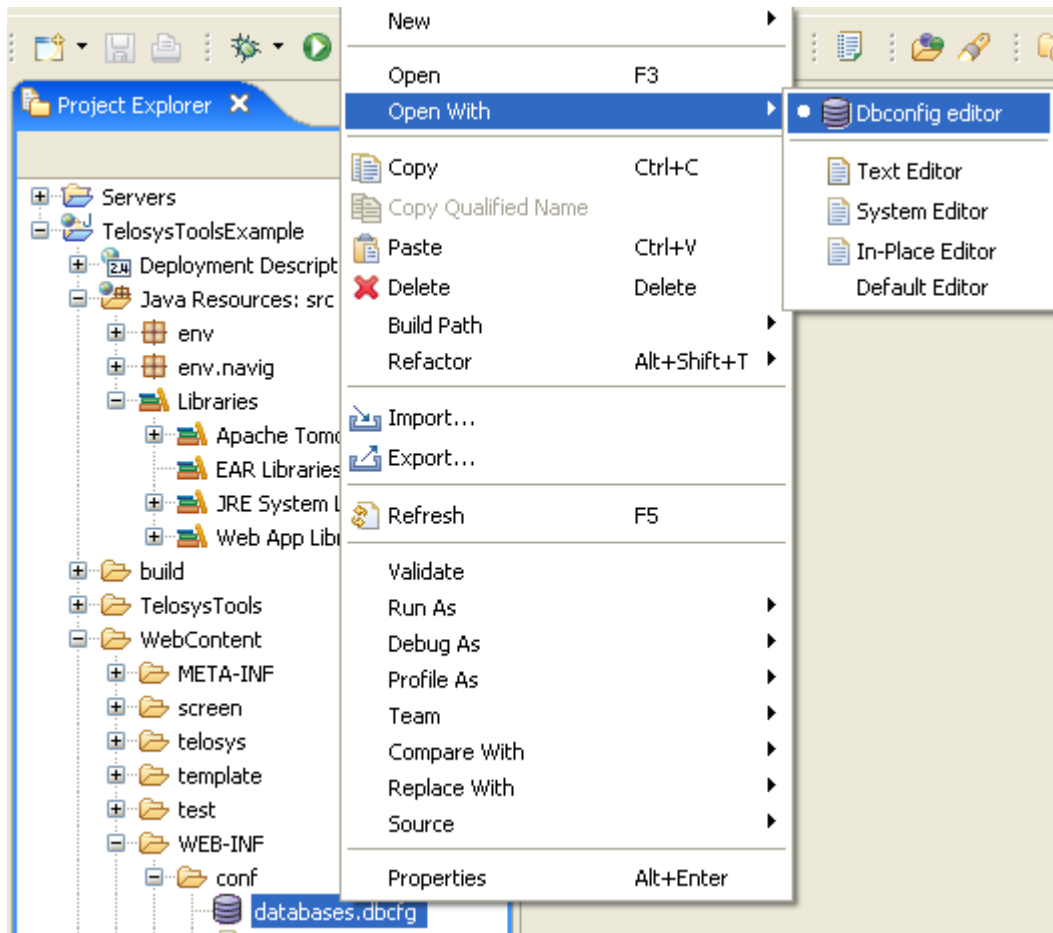 New
Open F3
Open With
Copy Ctrl+C
Copy Qualified Name
Paste Ctrl+V
Delete Delete
Build Path
Refactor Alt+Shift+T
Import...
Export...
Refresh F5
Validate
Run As
Debug As
Profile As
Team
Compare With
Replace With
Source
Properties Alt+Enter
Dbconfig editor
Text Editor
System Editor
In-Place Editor
Default Editor
Project Explorer
Servers
TelosysToolsExample
2.4 Deployment Descript
Java Resources: src
env
env.navig
Libraries
Apache Tomc
EAR Libraries
JRE System L
Web App Libr
build
TelosysTools
WebContent
META-INF
screen
telosys
template
test
WEB-INF
conf
databases.dbcfg